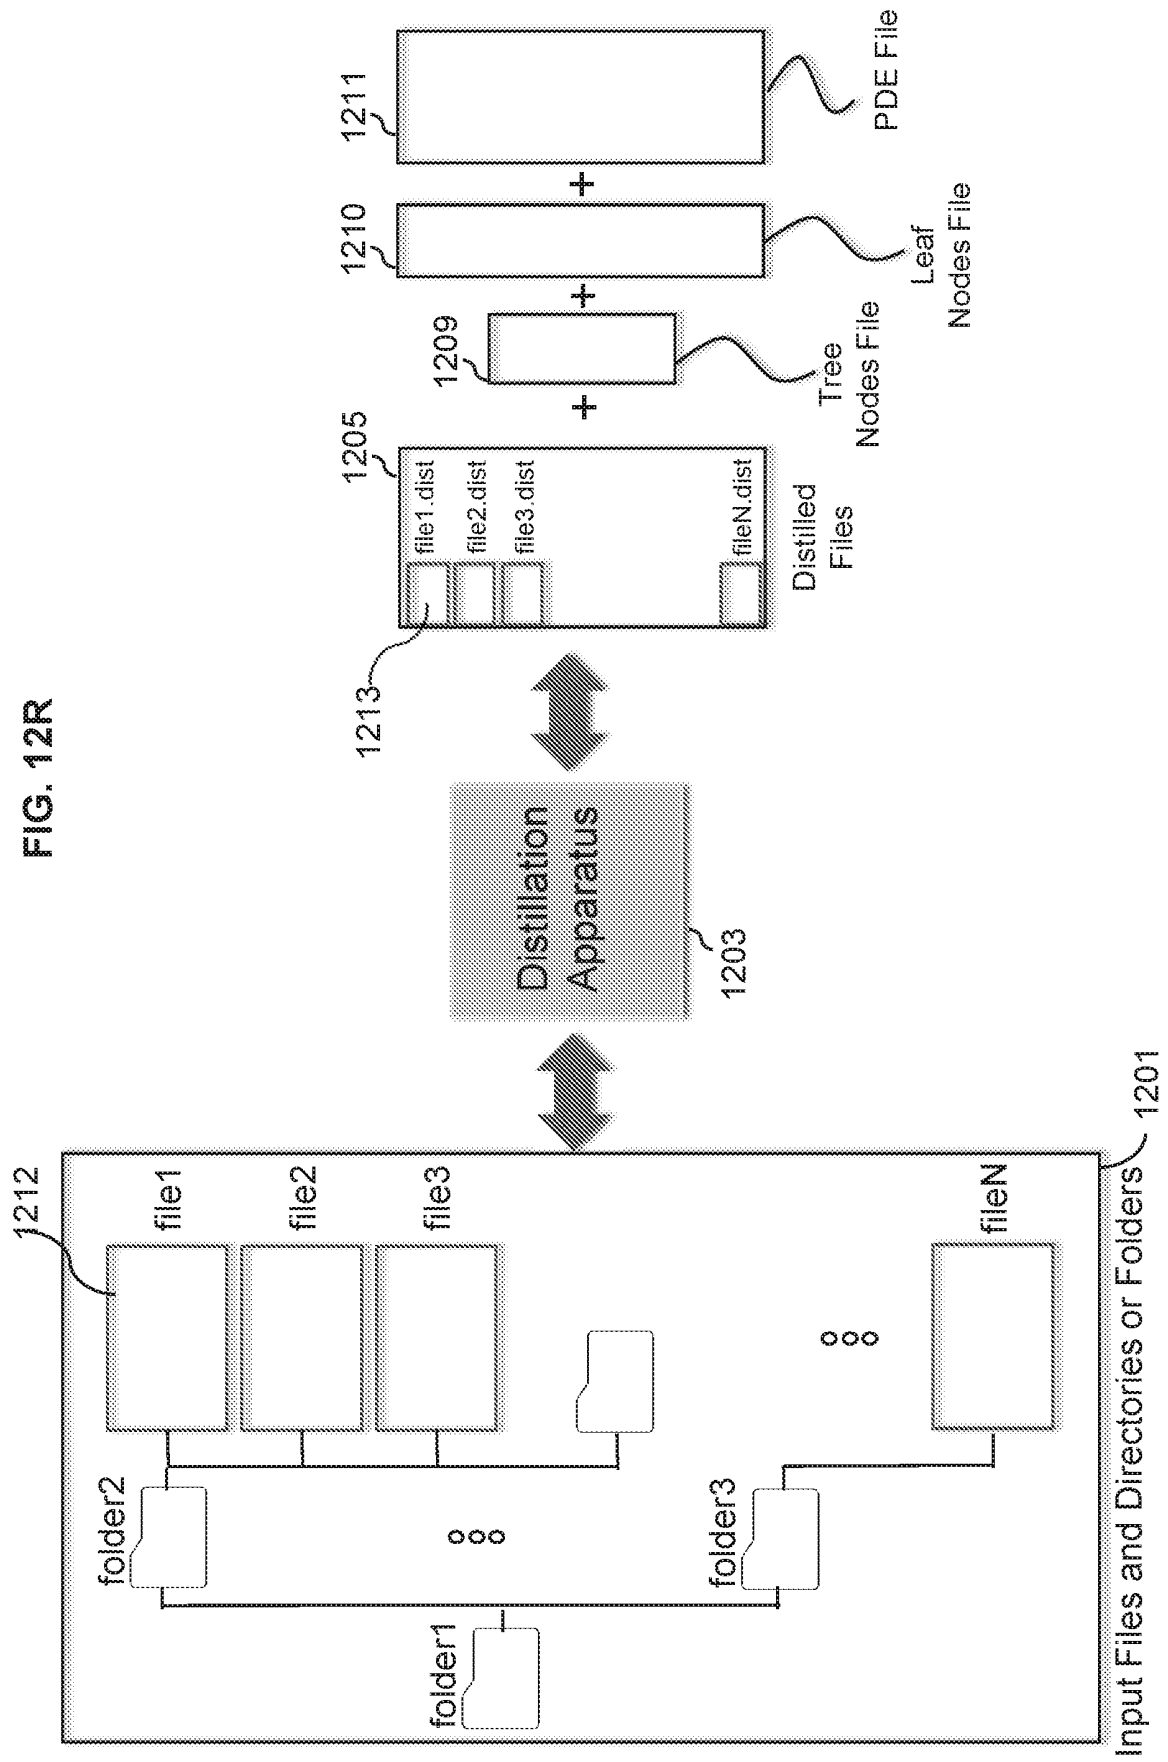 FIG. 12R
1212
folder2
file1
file2
file3
folder1
folder3
fileN
1201
Input Files and Directories or Folders
Distillation
Apparatus
1203
1213
1205
file1.dist
file2.dist
file3.dist
fileN.dist
Distilled
Files
+
1209
Tree
Nodes File
+
1210
Leaf
Nodes File
+
1211
PDE File